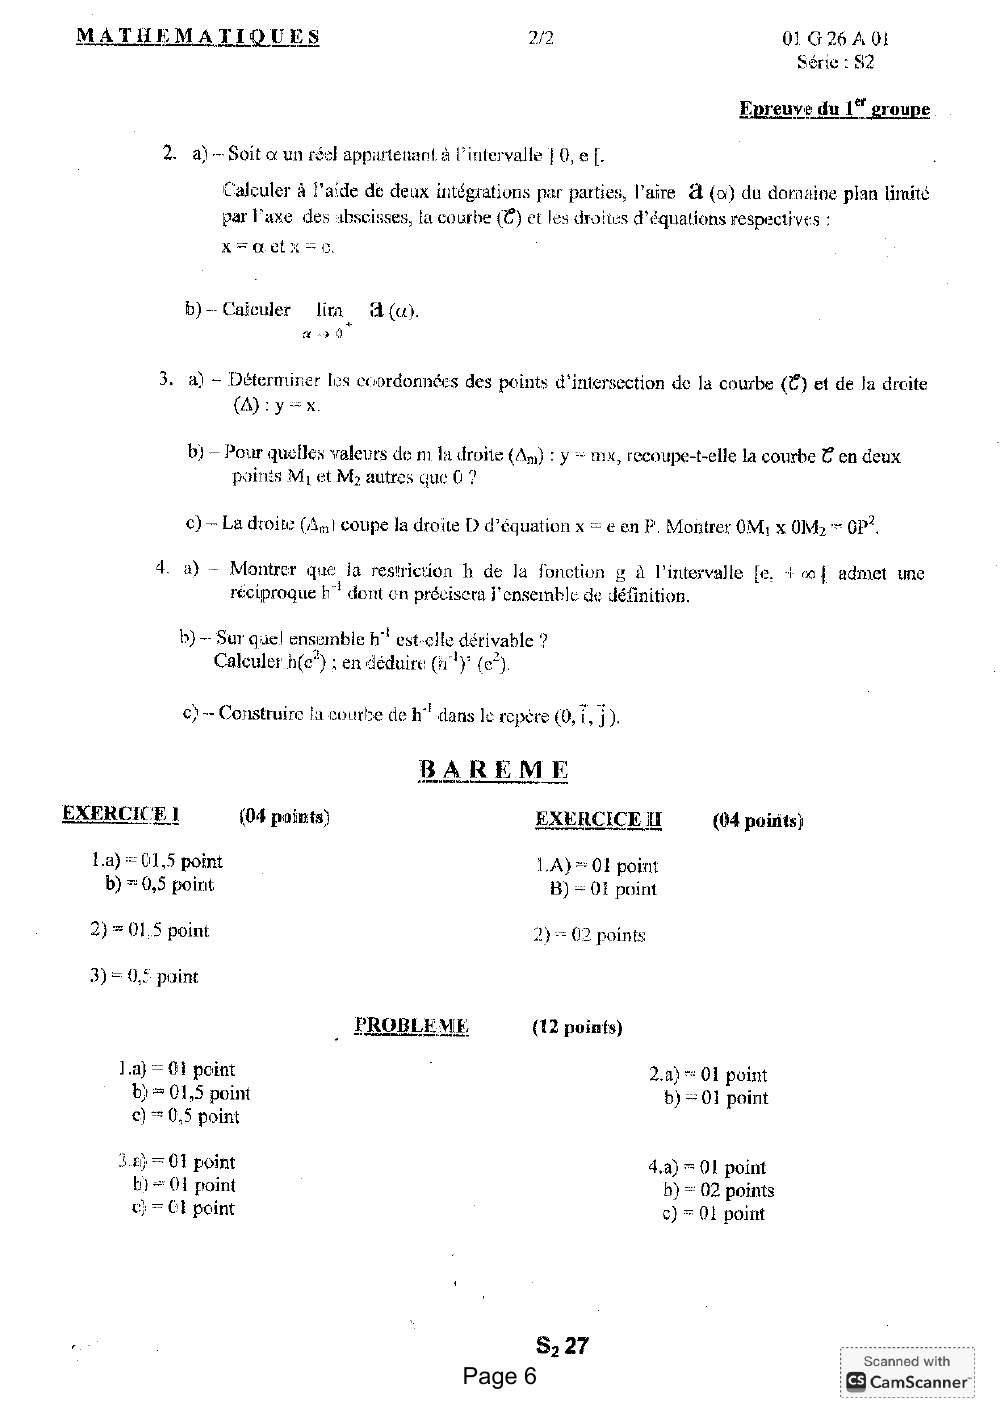 MATHEMATIQUES 2/2 01 G 26 A 01
Série : S2
Epreuve du 1er groupe
2. a) – Soit α un réel appartenant à l'intervalle ] 0, e [.
Calculer à l'aide de deux intégrations par parties, l'aire a (α) du domaine plan limité
par l'axe des abscisses, la courbe (C) et les droites d'équations respectives :
x = α et x = e.
b) – Calculer lim a (α).
α → 0+
3. a) – Déterminer les coordonnées des points d'intersection de la courbe (C) et de la droite
(Δ) : y = x.
b) – Pour quelles valeurs de m la droite (Δm) : y = mx, recoupe-t-elle la courbe C en deux
points M1 et M2 autres que 0 ?
c) – La droite (Δm) coupe la droite D d'équation x = e en P. Montrer 0M1 x 0M2 = 0P².
4. a) – Montrer que la restriction h de la fonction g à l'intervalle [e, + ∞ [ admet une
réciproque h⁻¹ dont on précisera l'ensemble de définition.
b) – Sur quel ensemble h⁻¹ est-elle dérivable ?
Calculer h(e²) ; en déduire (h⁻¹)' (e²).
c) – Construire la courbe de h⁻¹ dans le repère (0, i⃗, j⃗ ).
BAREME
EXERCICE I (04 points)
1.a) = 01,5 point
b) = 0,5 point
2) = 01,5 point
3) = 0,5 point
EXERCICE II (04 points)
1.A) = 01 point
B) = 01 point
2) = 02 points
PROBLEME (12 points)
1.a) = 01 point
b) = 01,5 point
c) = 0,5 point
3.a) = 01 point
b) = 01 point
c) = 01 point
2.a) = 01 point
b) = 01 point
4.a) = 01 point
b) = 02 points
c) = 01 point
S₂ 27
Page 6
Scanned with
CS CamScanner